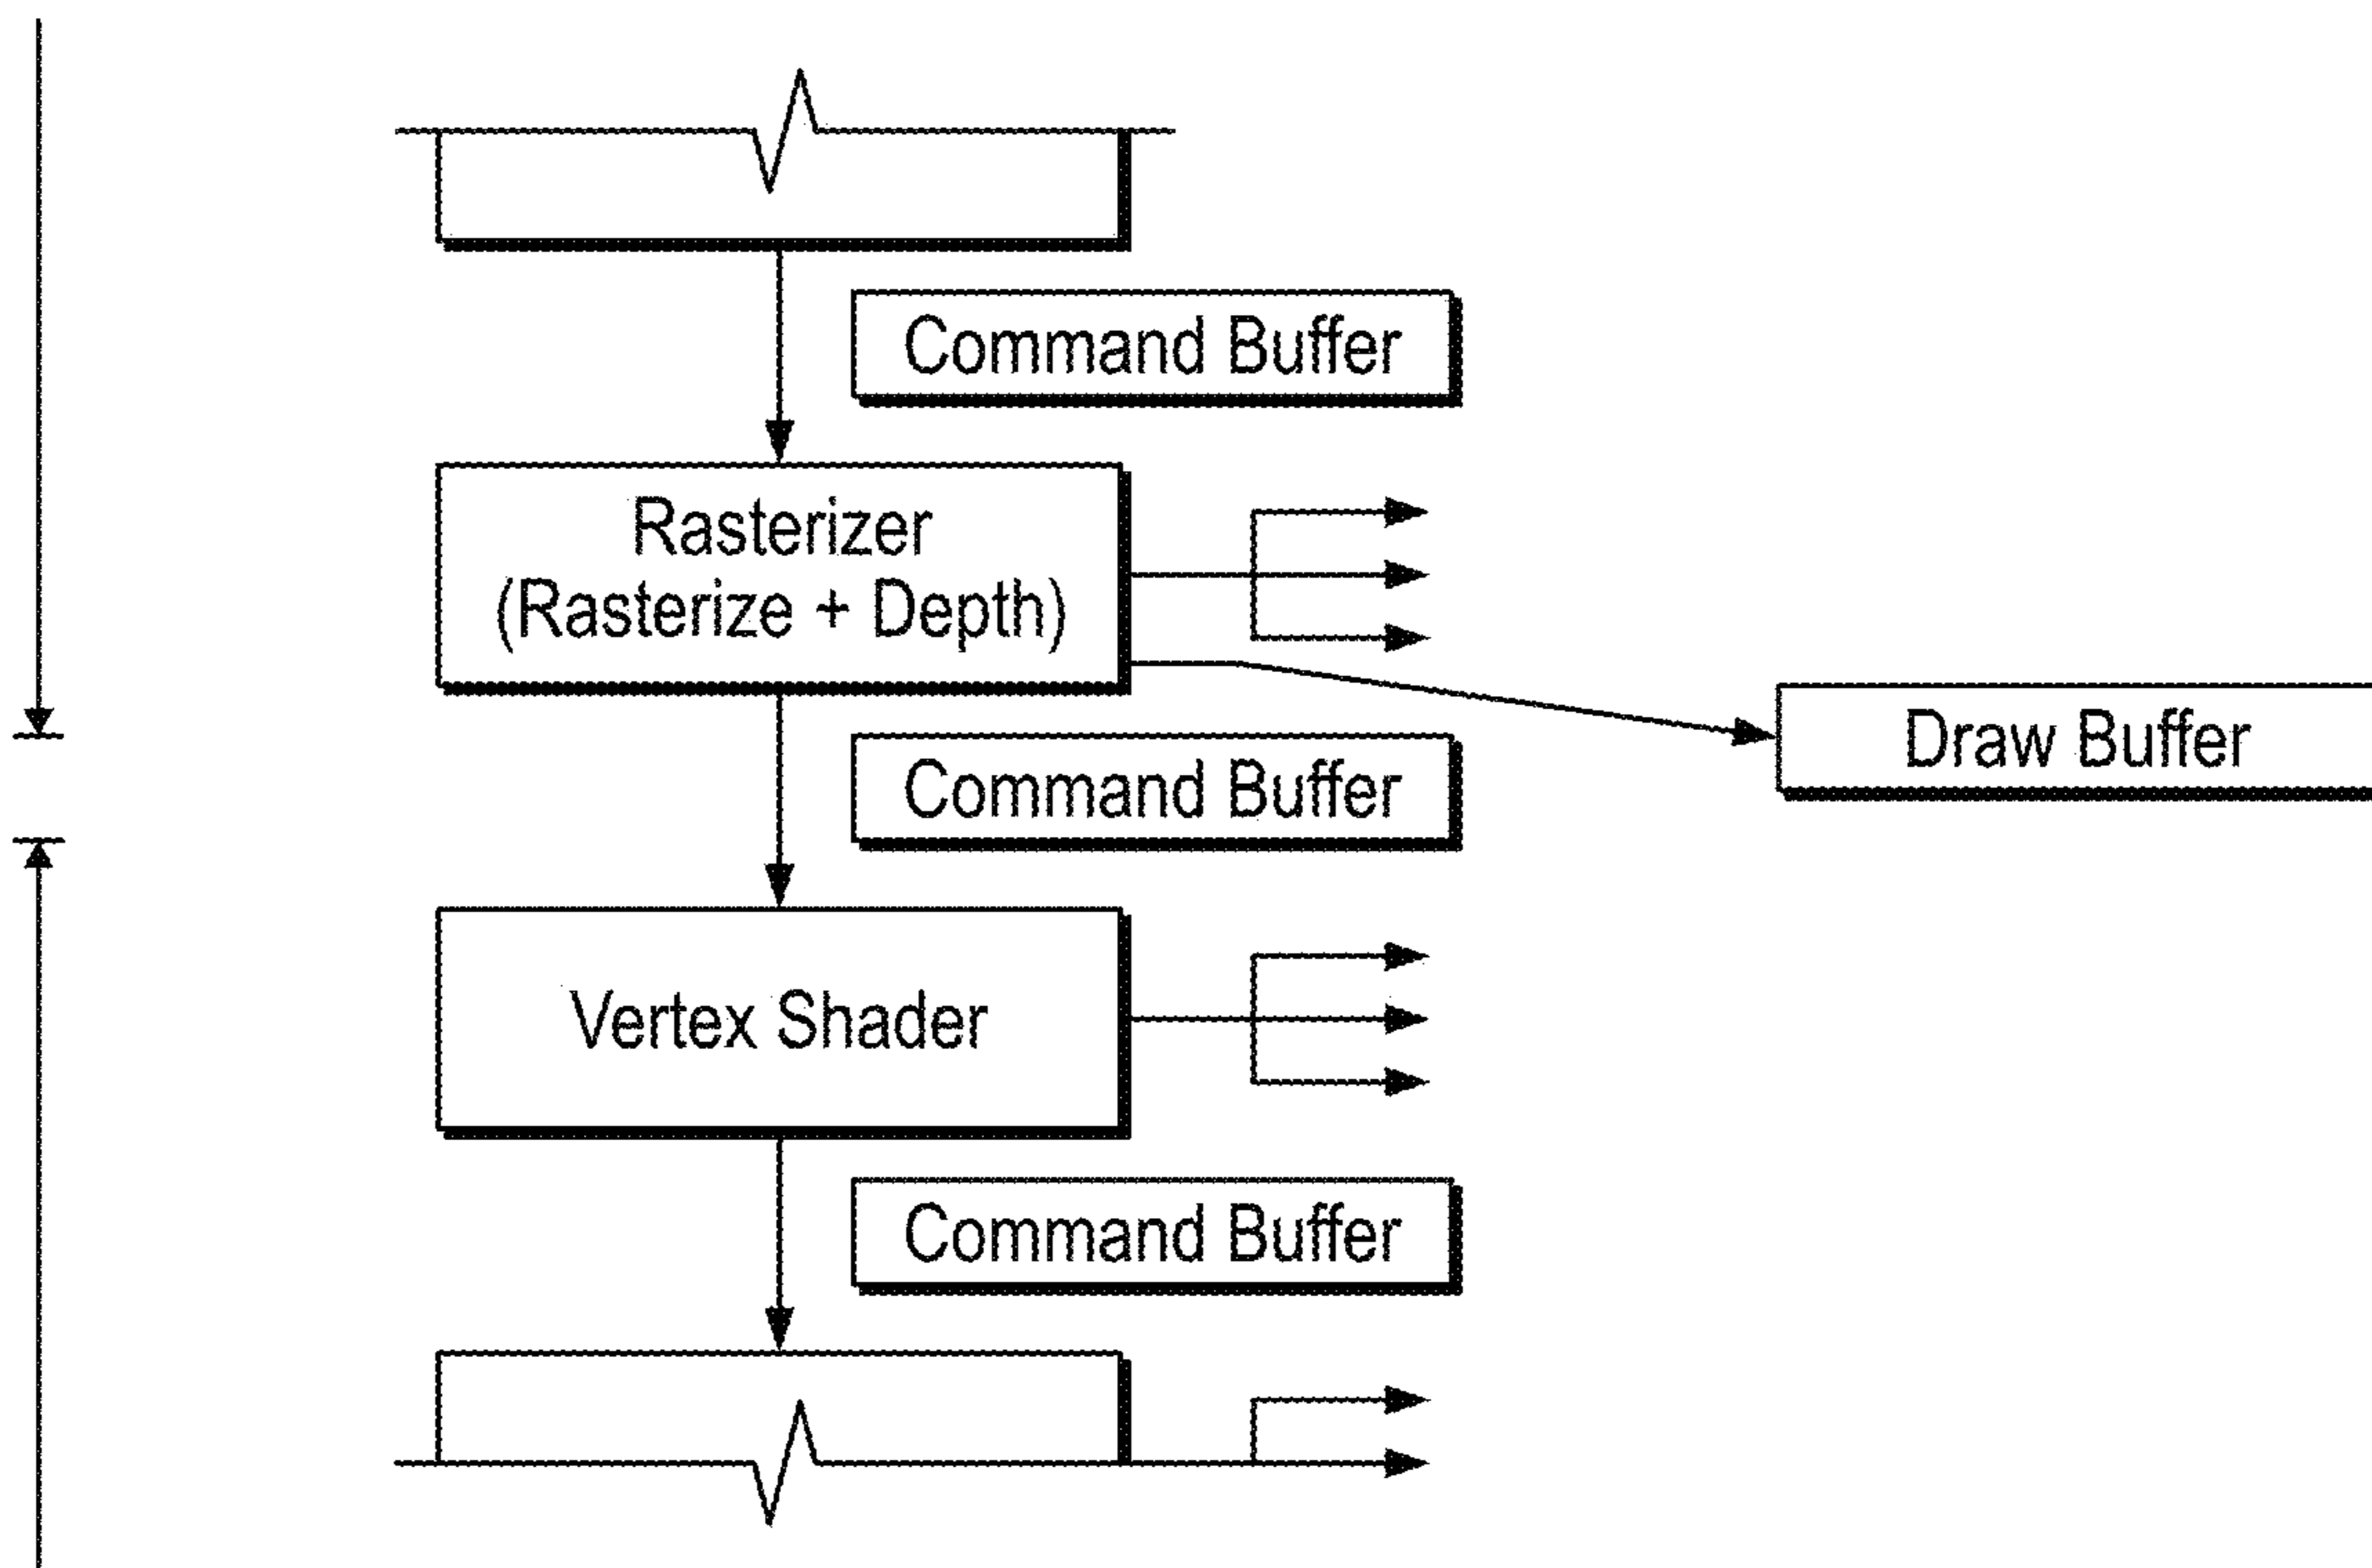 Command Buffer
Rasterizer
(Rasterize + Depth)
Draw Buffer
Command Buffer
Vertex Shader
Command Buffer